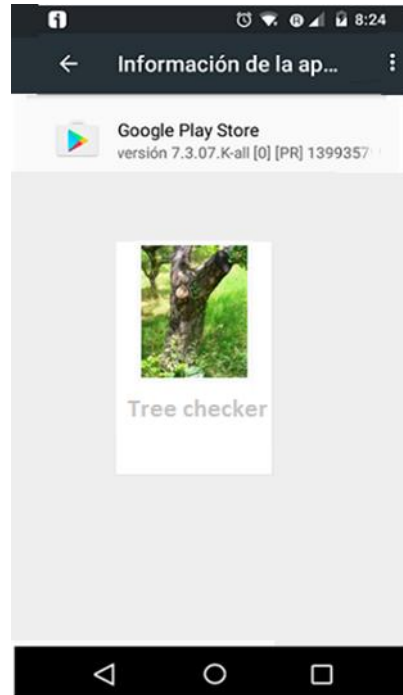 8:24
Información de la ap...
Google Play Store
versión 7.3.07.K-all [0] [PR] 1399357
Tree checker